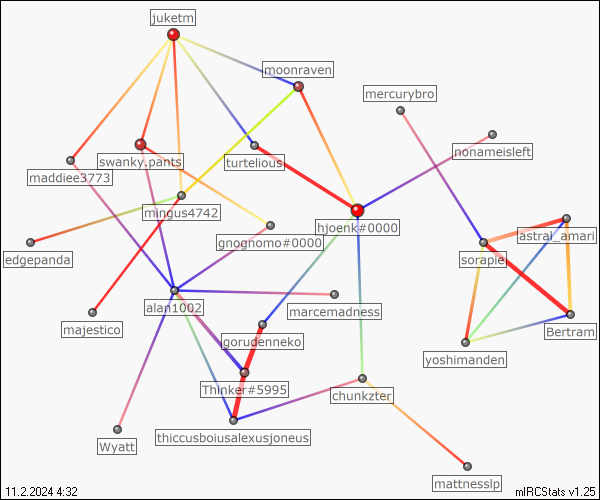 juketm
moonraven
mercurybro
nonameisleft
maddiee3773
swanky.pants
turtelious
mingus4742
hjoenk#0000
astral_amari
gnognomo#0000
edgepanda
sorapie
alan1002
marcemadness
majestico
gorudenneko
Bertram
yoshimanden
Thinker#5995
chunkzter
Wyatt
thiccusboiusalexusjoneus
mattnesslp
11.2.2024 4:32
mIRCStats v1.25